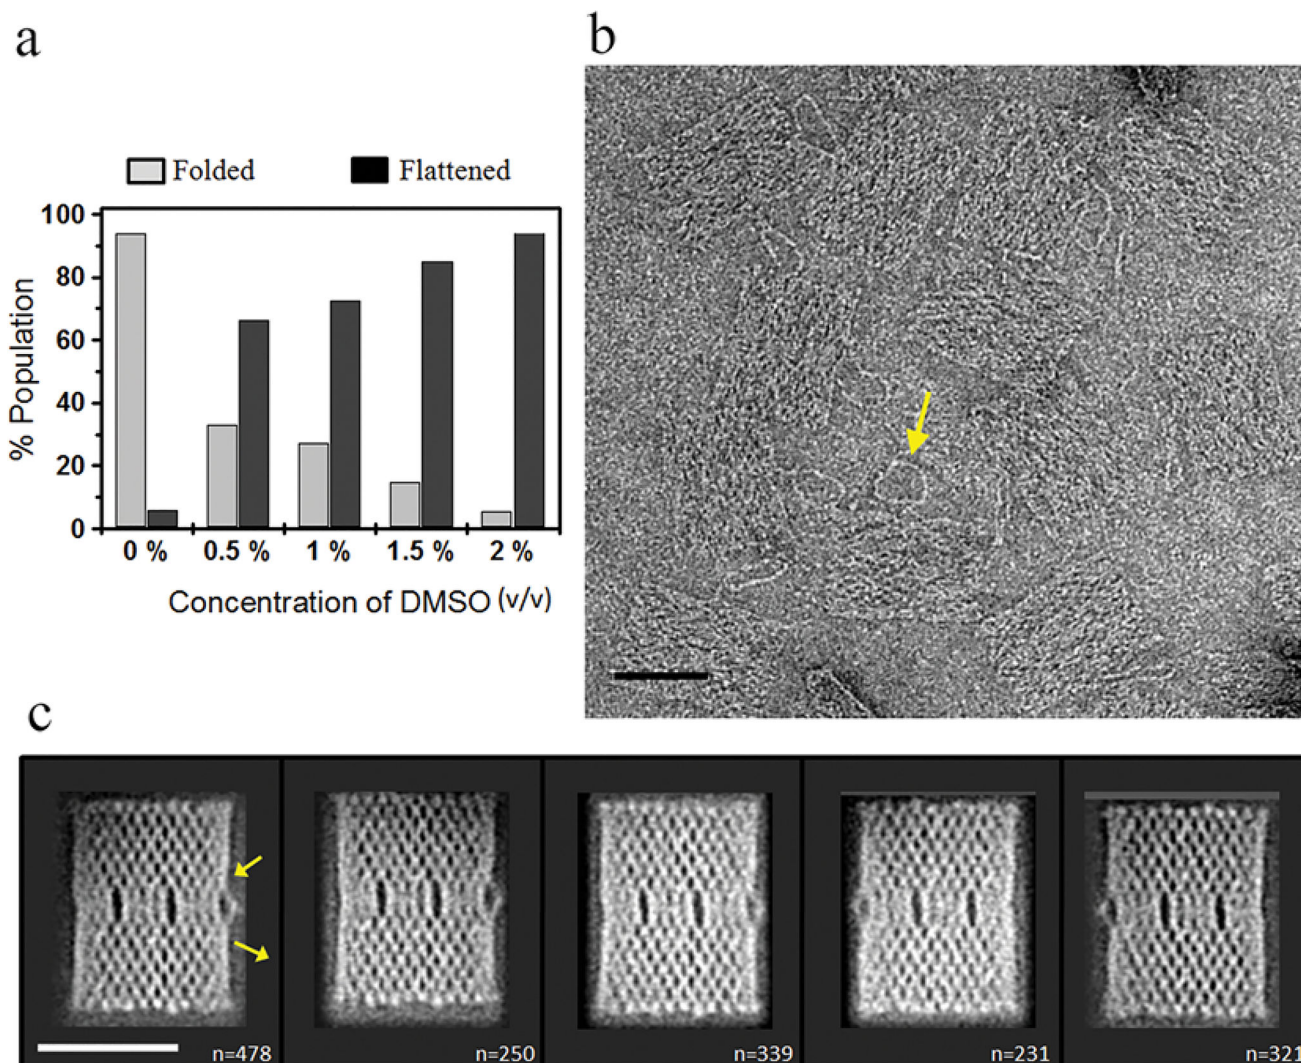 a
b
Folded
Flattened
100
80
60
40
20
0
% Population
0 %
0.5 %
1 %
1.5 %
2 %
Concentration of DMSO (v/v)
c
n=478
n=250
n=339
n=231
n=321